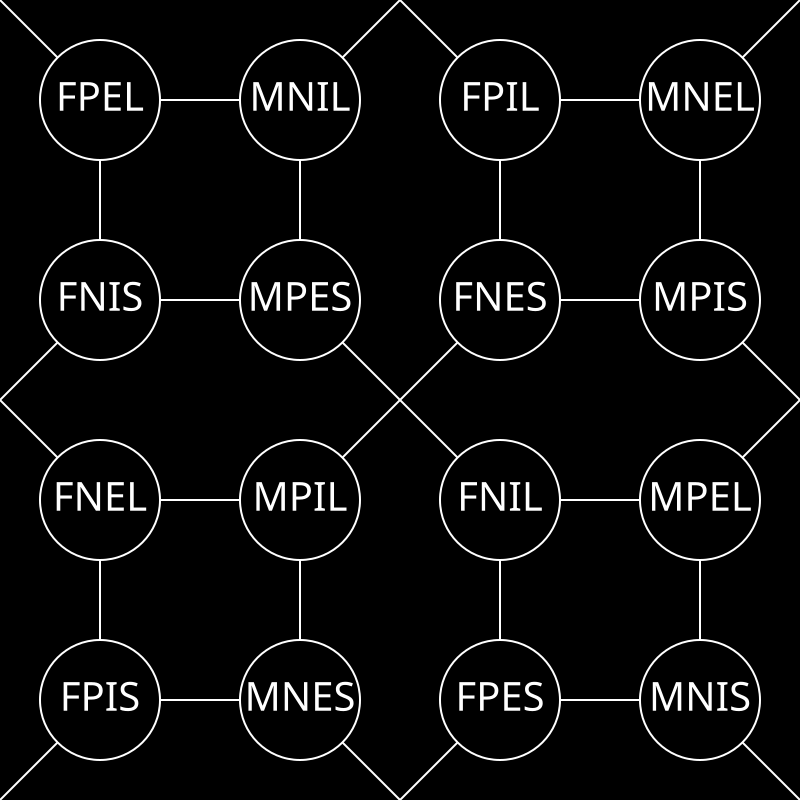 FPEL MNIL FPIL MNEL
FNIS MPES FNES MPIS
FNEL MPIL FNIL MPEL
FPIS MNES FPES MNIS